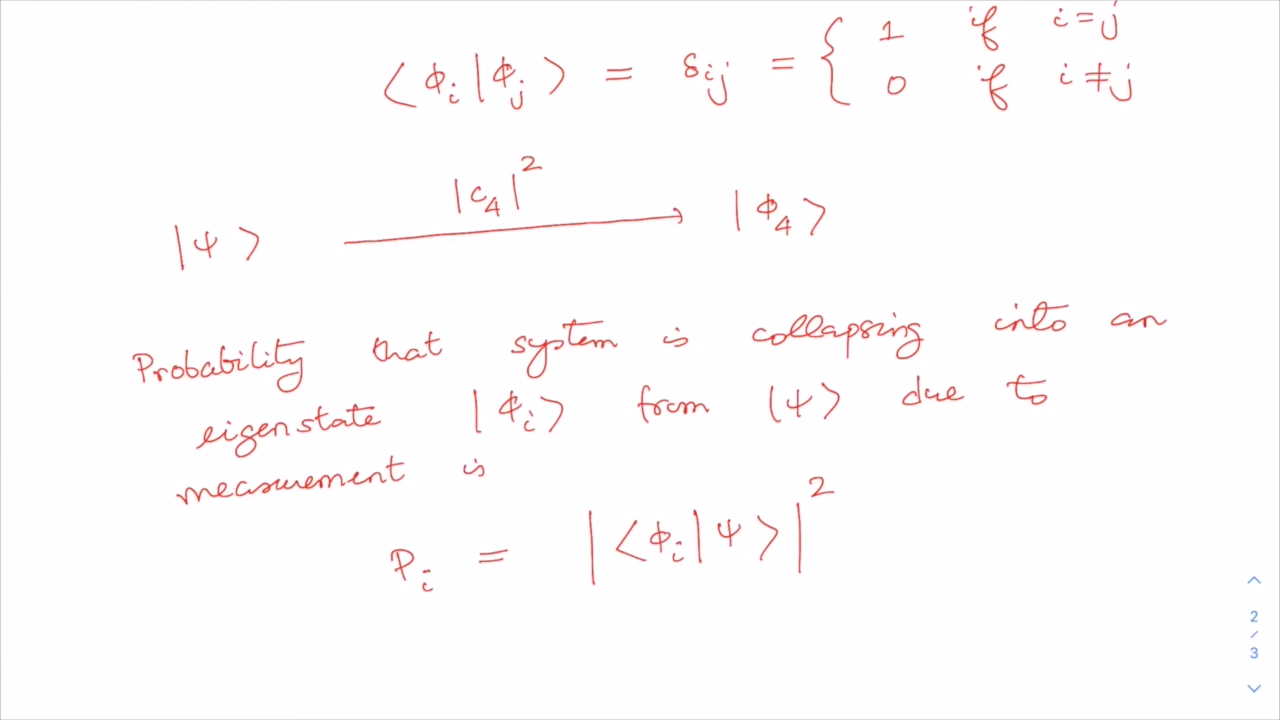 ⟨ϕᵢ|ϕⱼ⟩ = δᵢⱼ = { 1 if i=j
0 if i≠j
|c₄|²
|ψ⟩ ⟶ |ϕ₄⟩
Probability that system is collapsing into an
eigenstate |ϕᵢ⟩ from |ψ⟩ due to
measurement is
Pᵢ = |⟨ϕᵢ|ψ⟩|²
2
/
3